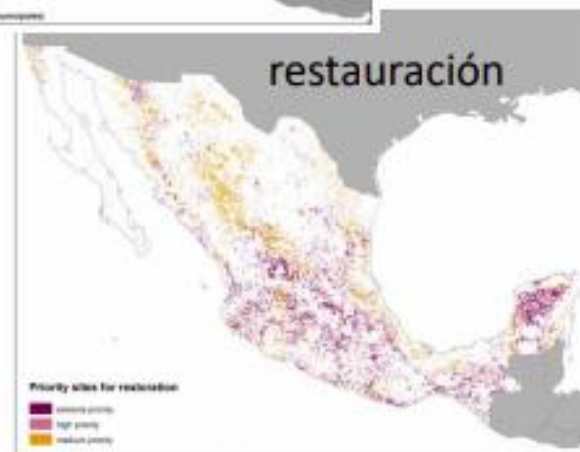 restauración
Priority sites for restoration
extreme priority
high priority
medium priority